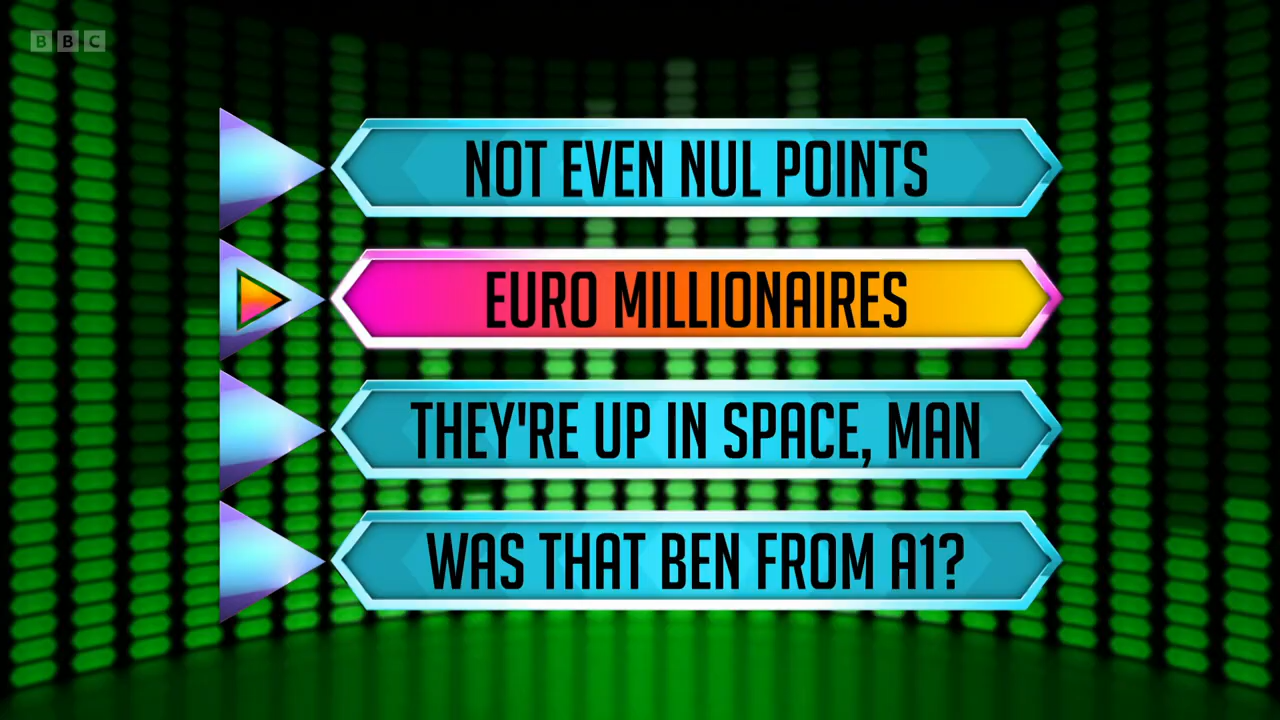 BBC
NOT EVEN NUL POINTS
EURO MILLIONAIRES
THEY'RE UP IN SPACE, MAN
WAS THAT BEN FROM A1?